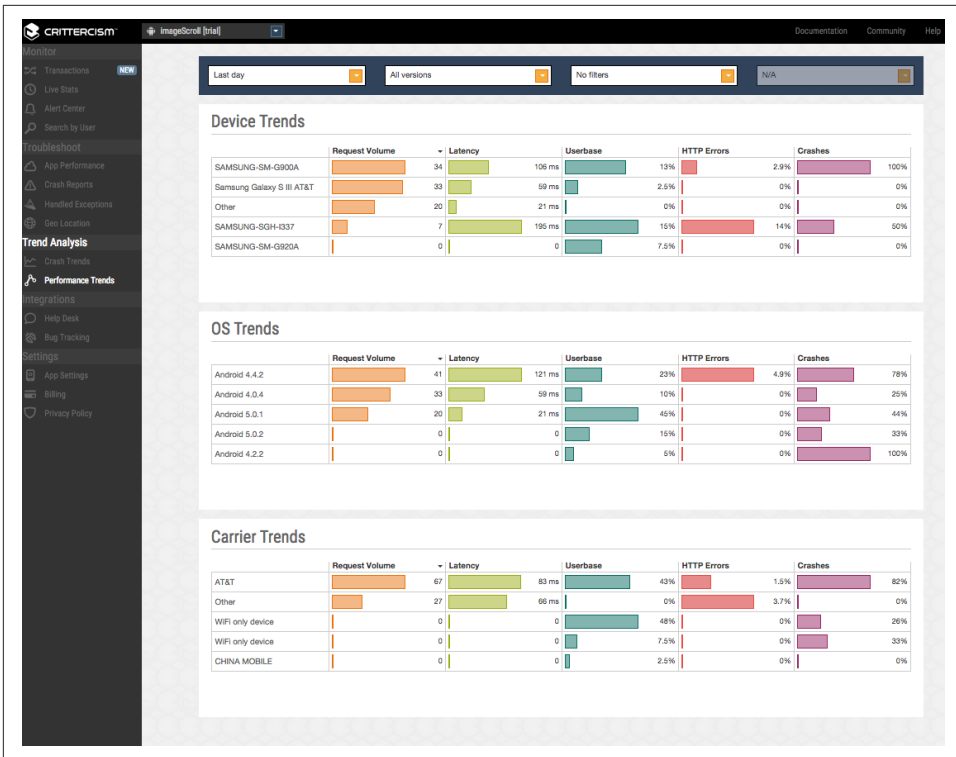 CRITTERCISM™ imageScroll [trial] Documentation Community Help
Monitor
Transactions NEW
Live Stats
Alert Center
Search by User
Troubleshoot
App Performance
Crash Reports
Handled Exceptions
Geo Location
Trend Analysis
Crash Trends
Performance Trends
Integrations
Help Desk
Bug Tracking
Settings
App Settings
Billing
Privacy Policy
Last day All versions No filters N/A
Device Trends
Request Volume Latency Userbase HTTP Errors Crashes
SAMSUNG-SM-G900A 34 106 ms 13% 2.9% 100%
Samsung Galaxy S III AT&T 33 59 ms 2.5% 0% 0%
Other 20 21 ms 0% 0% 0%
SAMSUNG-SGH-I337 7 195 ms 15% 14% 50%
SAMSUNG-SM-G920A 0 0 7.5% 0% 0%
OS Trends
Request Volume Latency Userbase HTTP Errors Crashes
Android 4.4.2 41 121 ms 23% 4.9% 78%
Android 4.0.4 33 59 ms 10% 0% 25%
Android 5.0.1 20 21 ms 45% 0% 44%
Android 5.0.2 0 0 15% 0% 33%
Android 4.2.2 0 0 5% 0% 100%
Carrier Trends
Request Volume Latency Userbase HTTP Errors Crashes
AT&T 67 83 ms 43% 1.5% 82%
Other 27 66 ms 0% 3.7% 0%
WiFi only device 0 0 48% 0% 26%
WiFi only device 0 0 7.5% 0% 33%
CHINA MOBILE 0 0 2.5% 0% 0%